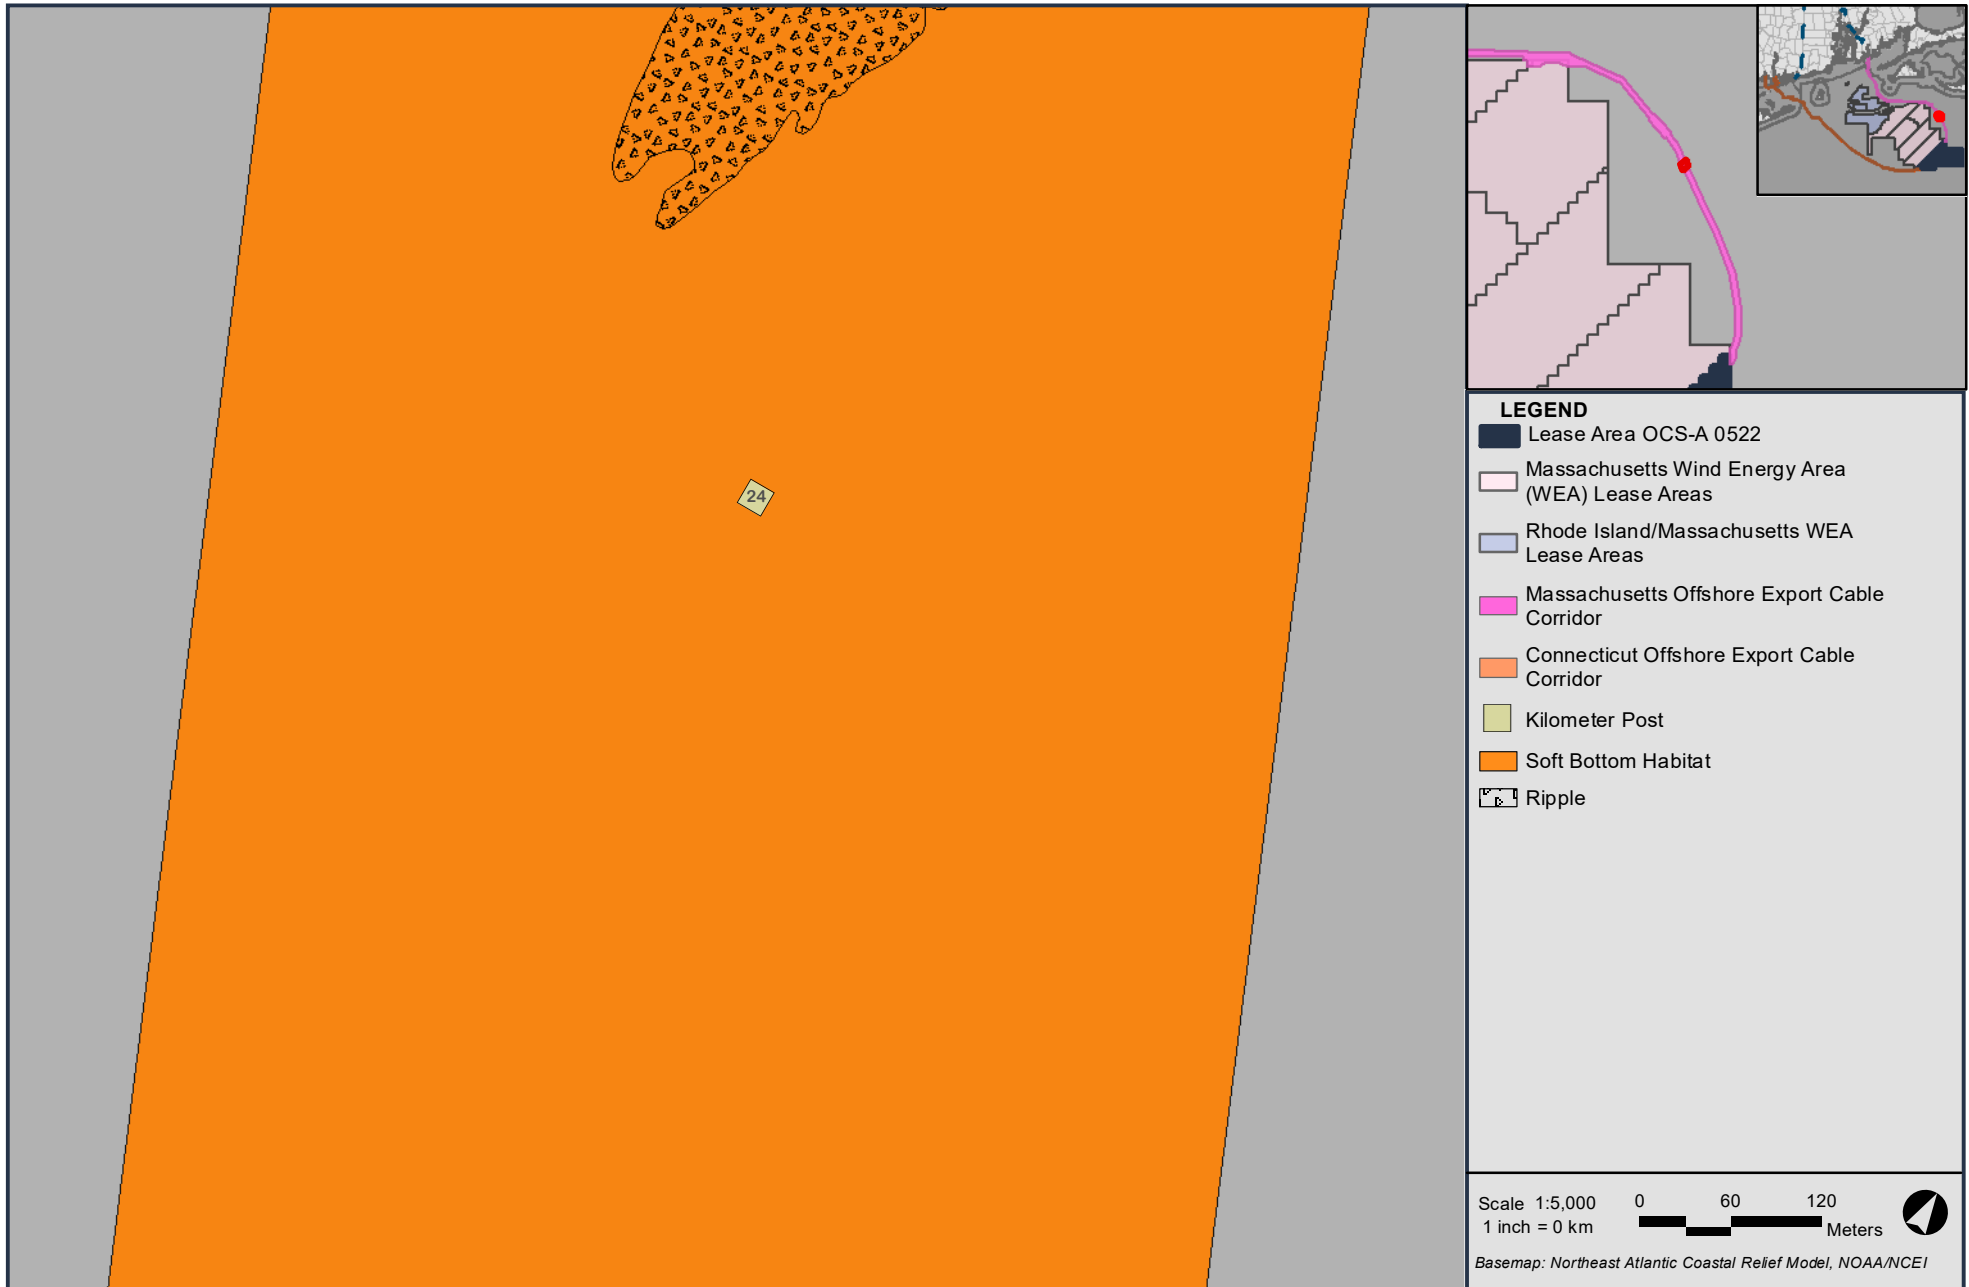 24
LEGEND
Lease Area OCS-A 0522
Massachusetts Wind Energy Area
(WEA) Lease Areas
Rhode Island/Massachusetts WEA
Lease Areas
Massachusetts Offshore Export Cable
Corridor
Connecticut Offshore Export Cable
Corridor
Kilometer Post
Soft Bottom Habitat
Ripple
Scale 1:5,000
1 inch = 0 km
0 60 120
Meters
Basemap: Northeast Atlantic Coastal Relief Model, NOAA/NCEI